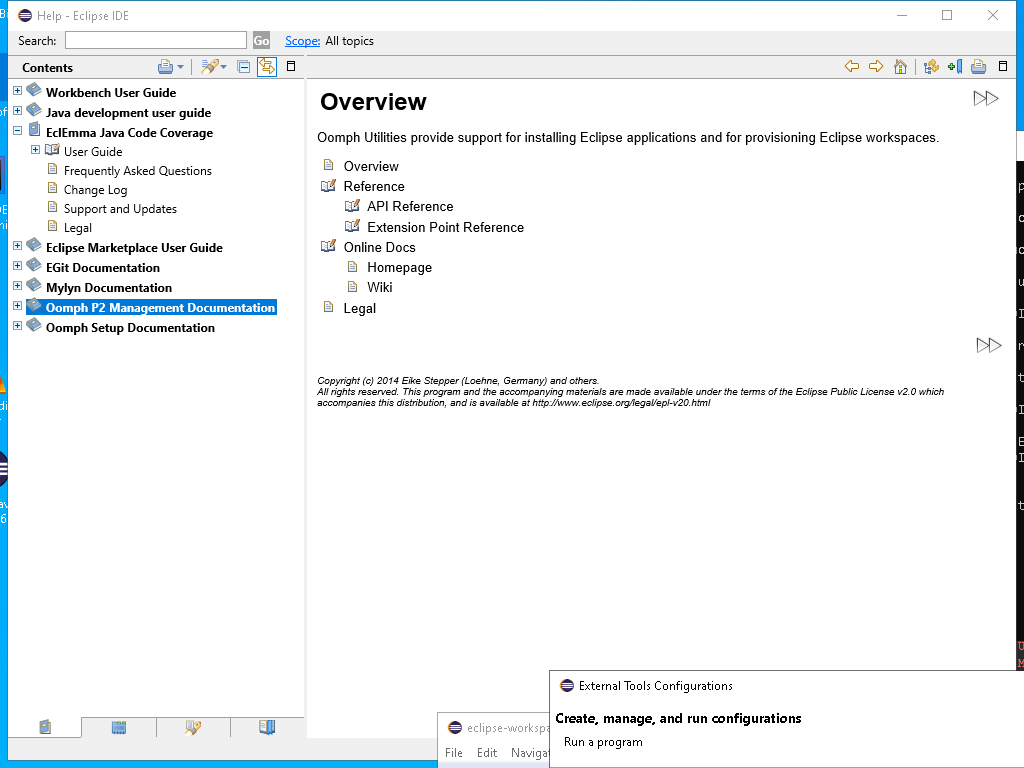 Help - Eclipse IDE
Search:
Go
Scope: All topics
Contents
Workbench User Guide
Java development user guide
EclEmma Java Code Coverage
User Guide
Frequently Asked Questions
Change Log
Support and Updates
Legal
Eclipse Marketplace User Guide
EGit Documentation
Mylyn Documentation
Oomph P2 Management Documentation
Oomph Setup Documentation
Overview
Oomph Utilities provide support for installing Eclipse applications and for provisioning Eclipse workspaces.
Overview
Reference
API Reference
Extension Point Reference
Online Docs
Homepage
Wiki
Legal
Copyright (c) 2014 Eike Stepper (Loehne, Germany) and others.
All rights reserved. This program and the accompanying materials are made available under the terms of the Eclipse Public License v2.0 which
accompanies this distribution, and is available at http://www.eclipse.org/legal/epl-v20.html
eclipse-workspa
File Edit Navigat
External Tools Configurations
Create, manage, and run configurations
Run a program